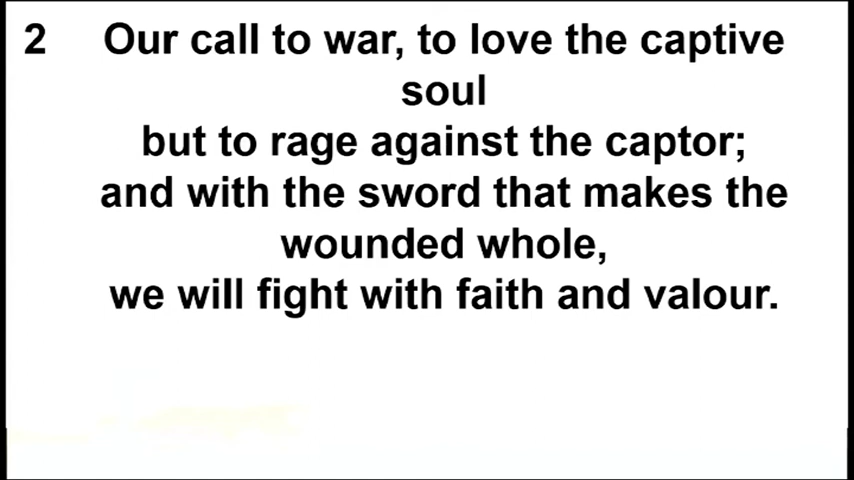 2 Our call to war, to love the captive
soul
but to rage against the captor;
and with the sword that makes the
wounded whole,
we will fight with faith and valour.